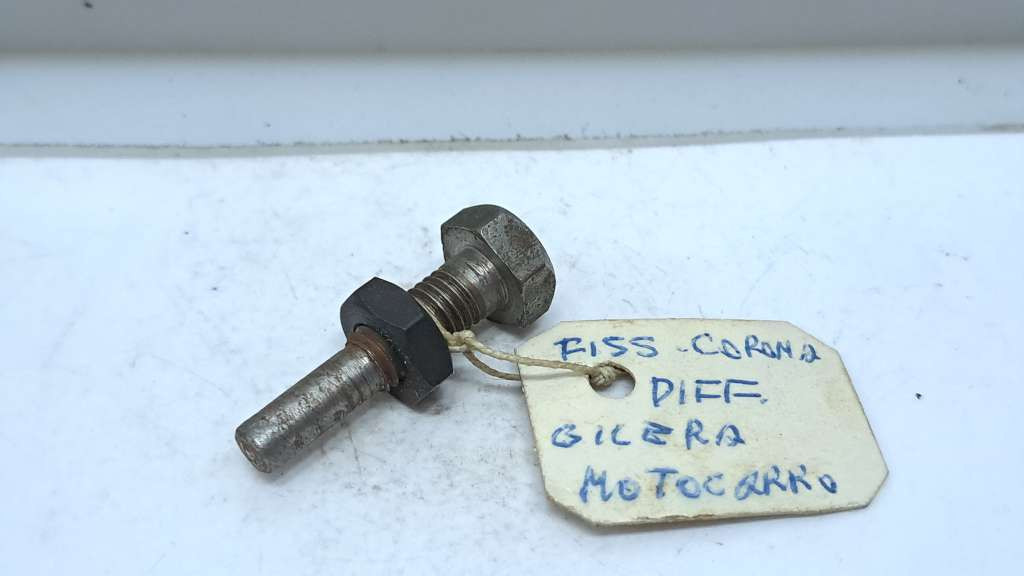 FISS-CORONA
DIFF.
GILERA
MOTOCARRO